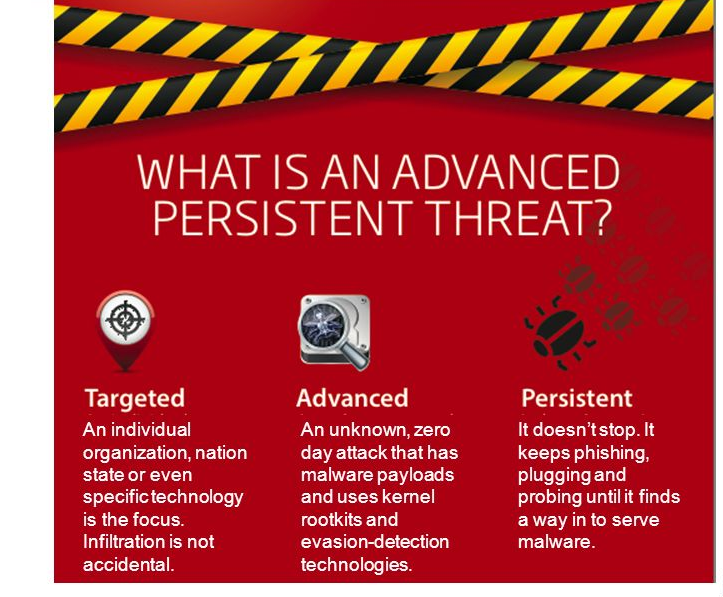 WHAT IS AN ADVANCED
PERSISTENT THREAT?
Targeted
An individual
organization, nation
state or even
specific technology
is the focus.
Infiltration is not
accidental.
Advanced
An unknown, zero
day attack that has
malware payloads
and uses kernel
rootkits and
evasion-detection
technologies.
Persistent
It doesn't stop. It
keeps phishing,
plugging and
probing until it finds
a way in to serve
malware.